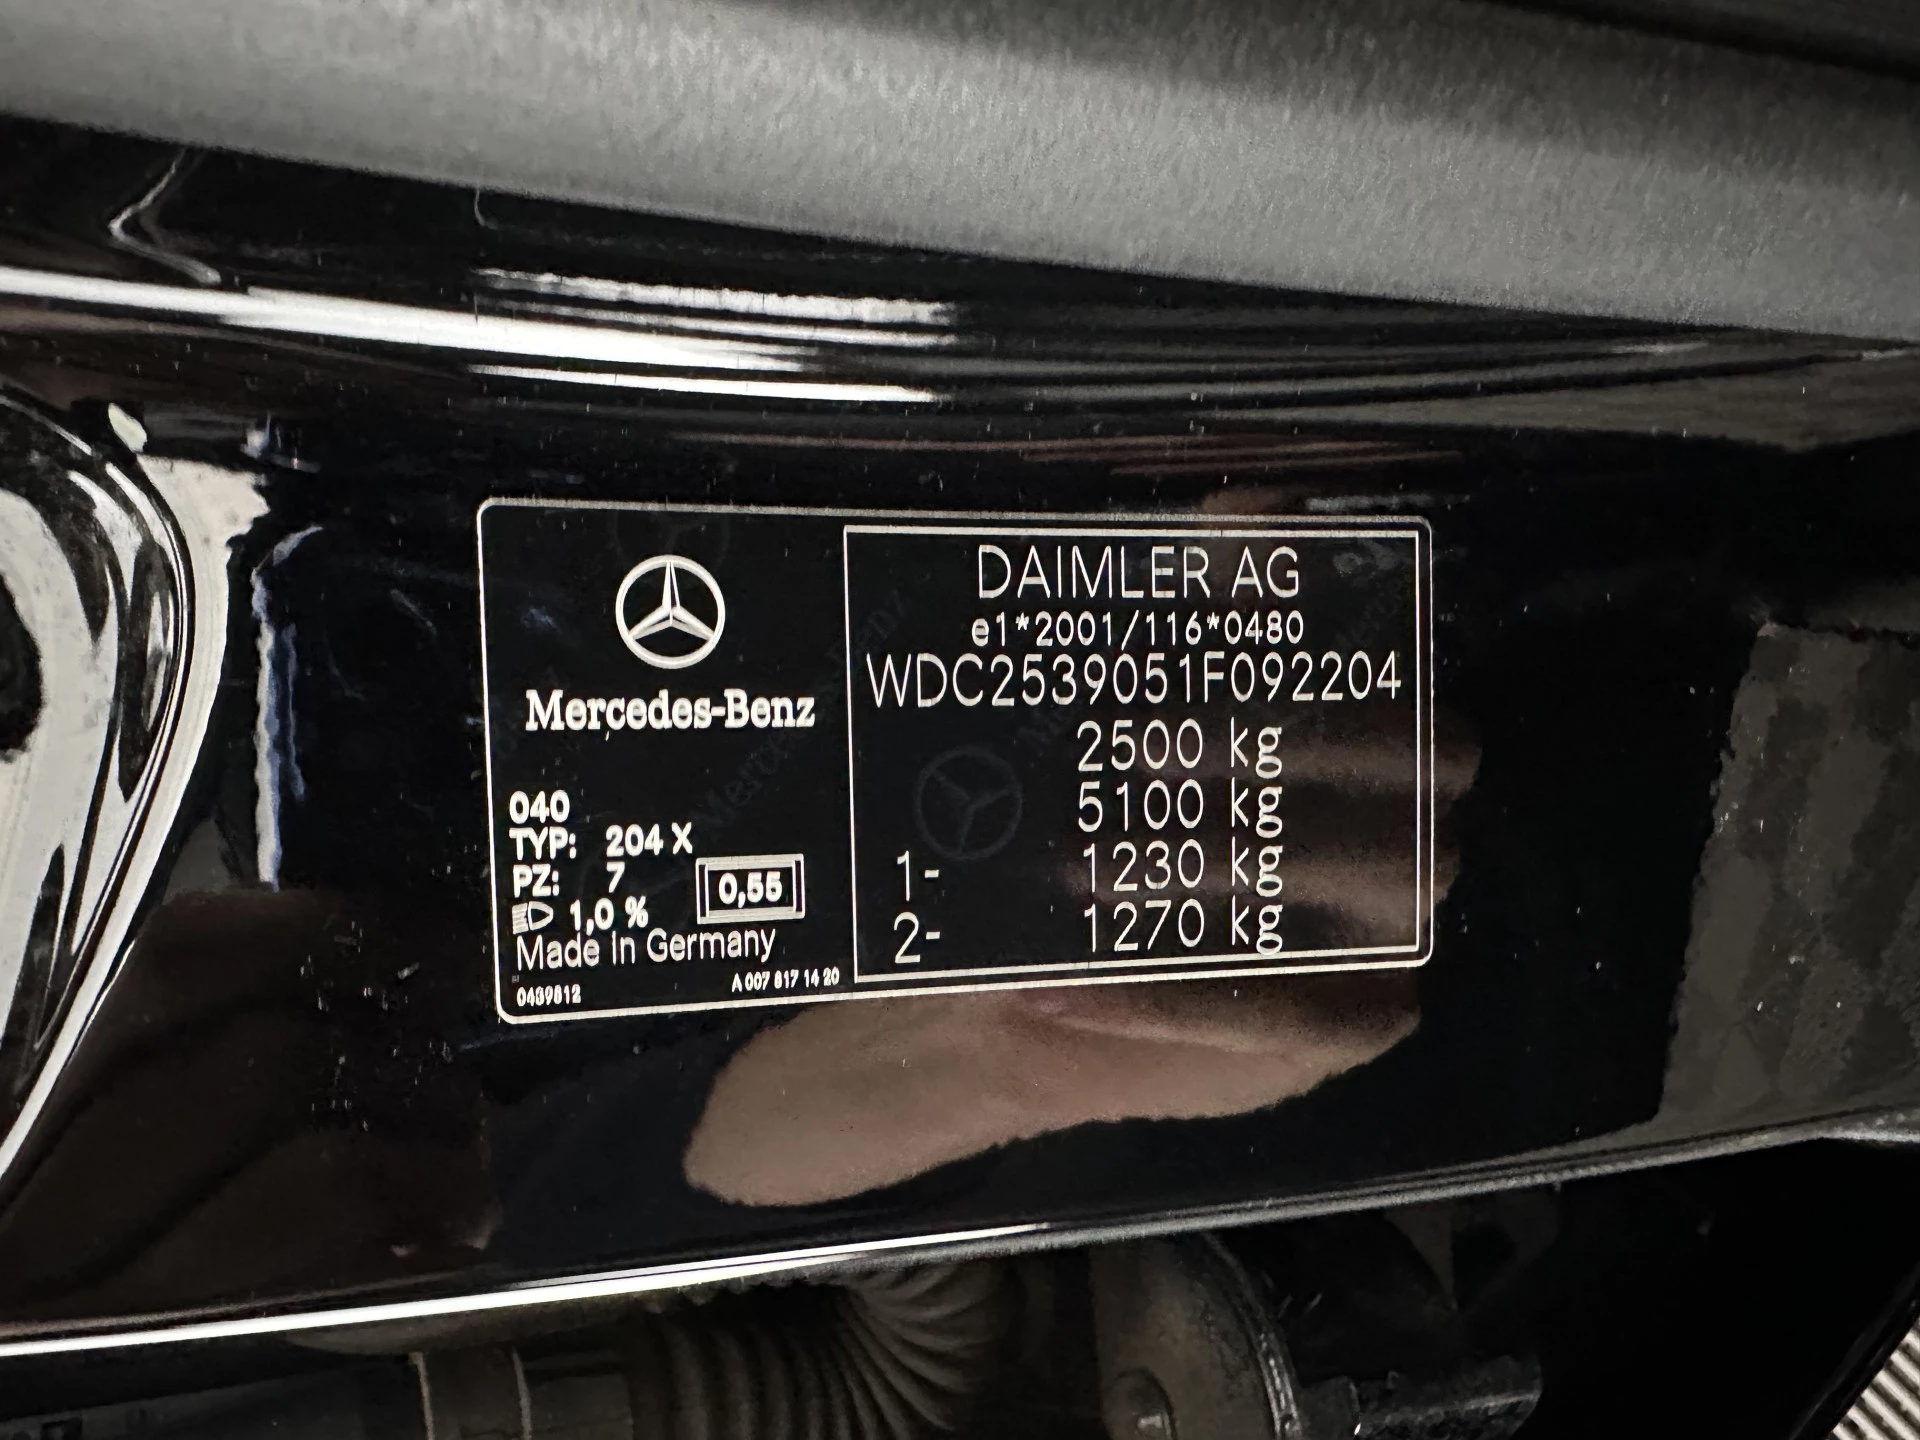 Mercedes-Benz
040
TYP: 204 X
PZ: 7
1,0 %
0,55
Made In Germany
0489812
A 007 817 14 20
DAIMLER AG
e1*2001/116*0480
WDC2539051F092204
2500 kg
5100 kg
1- 1230 kg
2- 1270 kg